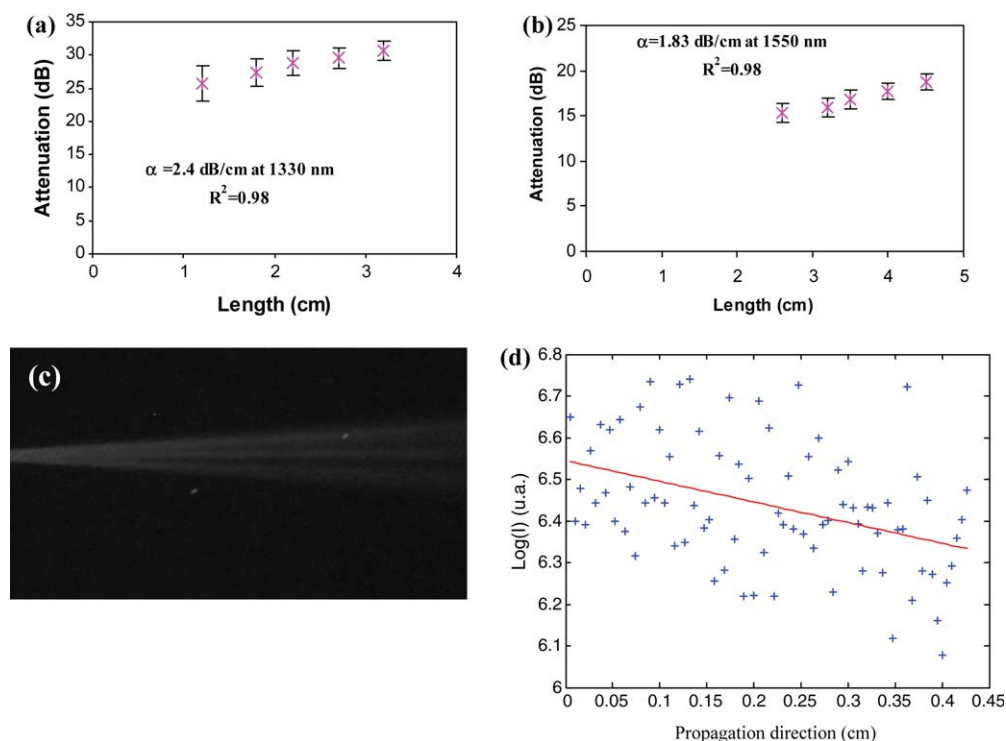 (a)
35
30
25
20
15
10
5
0
Attenuation (dB)
α =2.4 dB/cm at 1330 nm
R²=0.98
0 1 2 3 4
Length (cm)
(b)
25
20
15
10
5
0
Attenuation (dB)
α=1.83 dB/cm at 1550 nm
R²=0.98
0 1 2 3 4 5
Length (cm)
(c)
(d)
6.8
6.7
6.6
6.5
6.4
6.3
6.2
6.1
6
Log(I) (u.a.)
0 0.05 0.1 0.15 0.2 0.25 0.3 0.35 0.4 0.45
Propagation direction (cm)